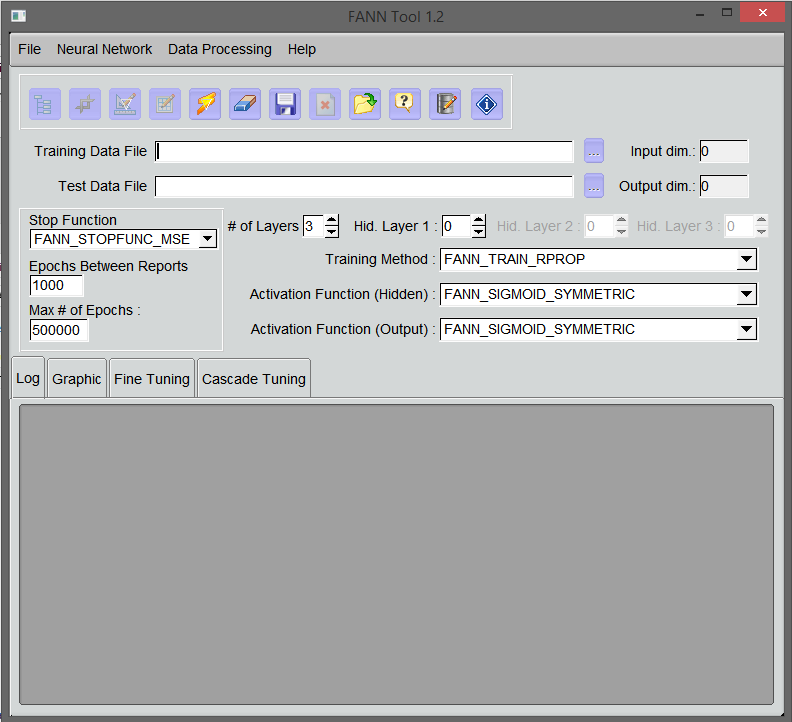 FANN Tool 1.2
File Neural Network Data Processing Help
Training Data File ... Input dim.: 0
Test Data File ... Output dim.: 0
Stop Function
# of Layers 3 Hid. Layer 1 : 0 Hid. Layer 2 : 0 Hid. Layer 3 : 0
FANN_STOPFUNC_MSE
Training Method : FANN_TRAIN_RPROP
Epochs Between Reports
1000
Activation Function (Hidden) : FANN_SIGMOID_SYMMETRIC
Max # of Epochs :
500000
Activation Function (Output) : FANN_SIGMOID_SYMMETRIC
Log Graphic Fine Tuning Cascade Tuning